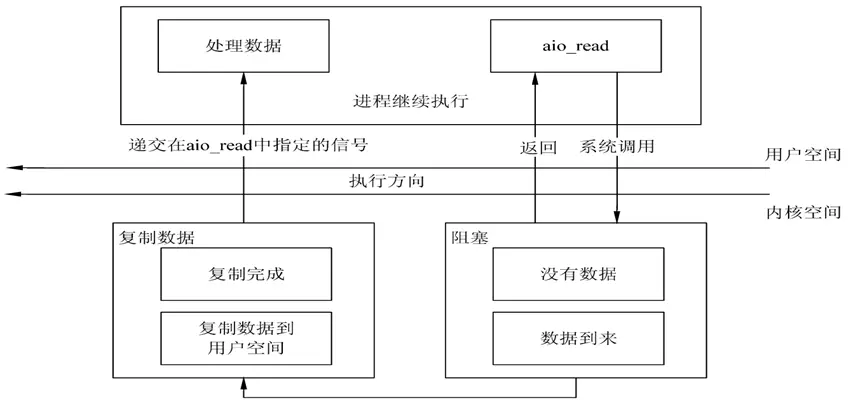 处理数据
aio_read
进程继续执行
递交在aio_read中指定的信号
返回
系统调用
用户空间
执行方向
内核空间
复制数据
阻塞
复制完成
没有数据
复制数据到
用户空间
数据到来